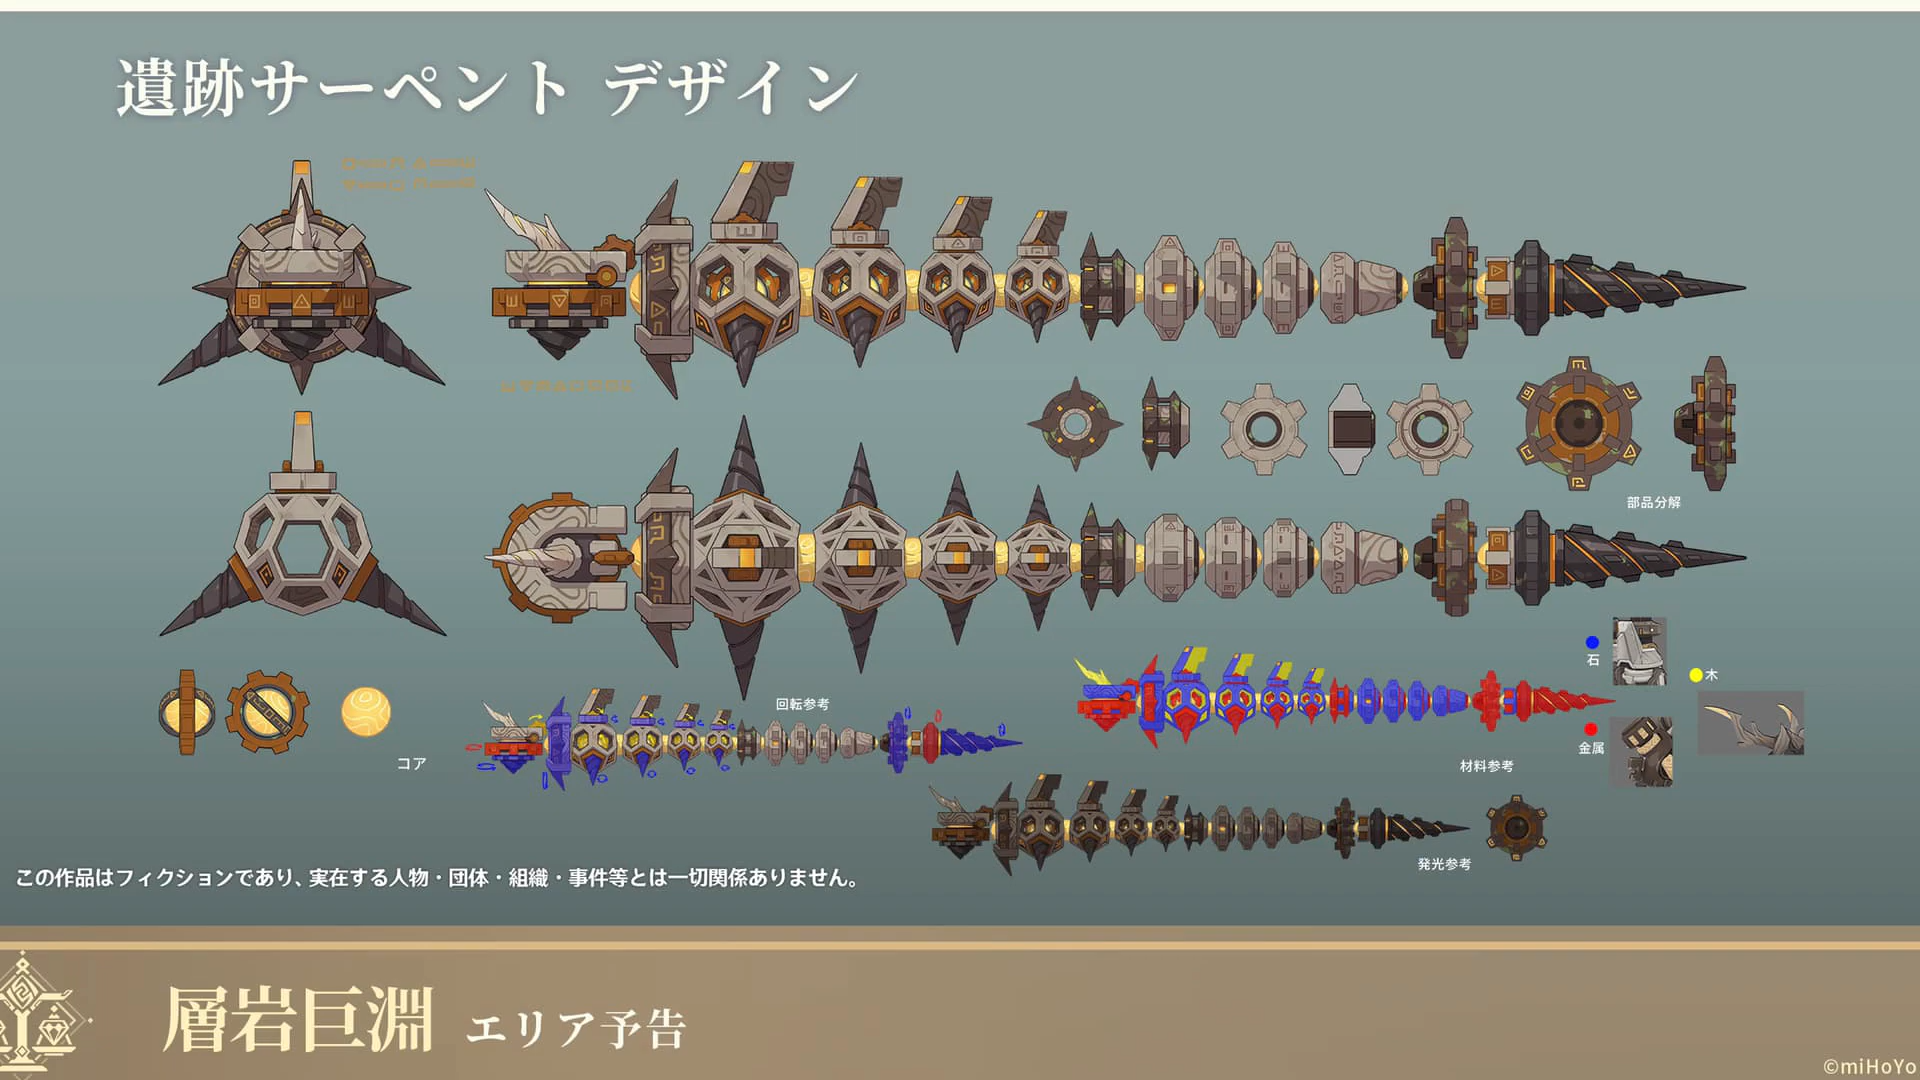 遺跡サーペント デザイン
部品分解
回転参考
石
木
金属
コア
材料参考
発光参考
この作品はフィクションであり、実在する人物・団体・組織・事件等とは一切関係ありません。
層岩巨淵 エリア予告
©miHoYo